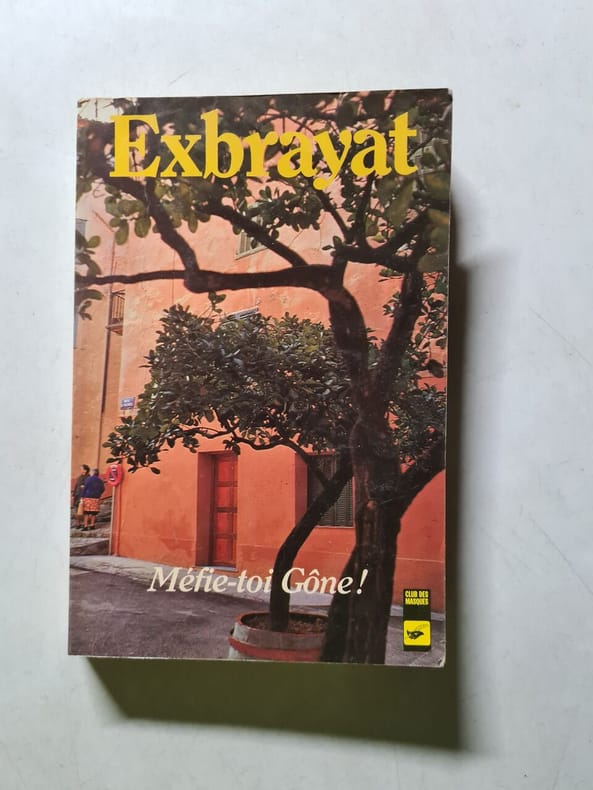 Exbrayat
Méfie-toi Gône!
CLUB DES
MASQUES